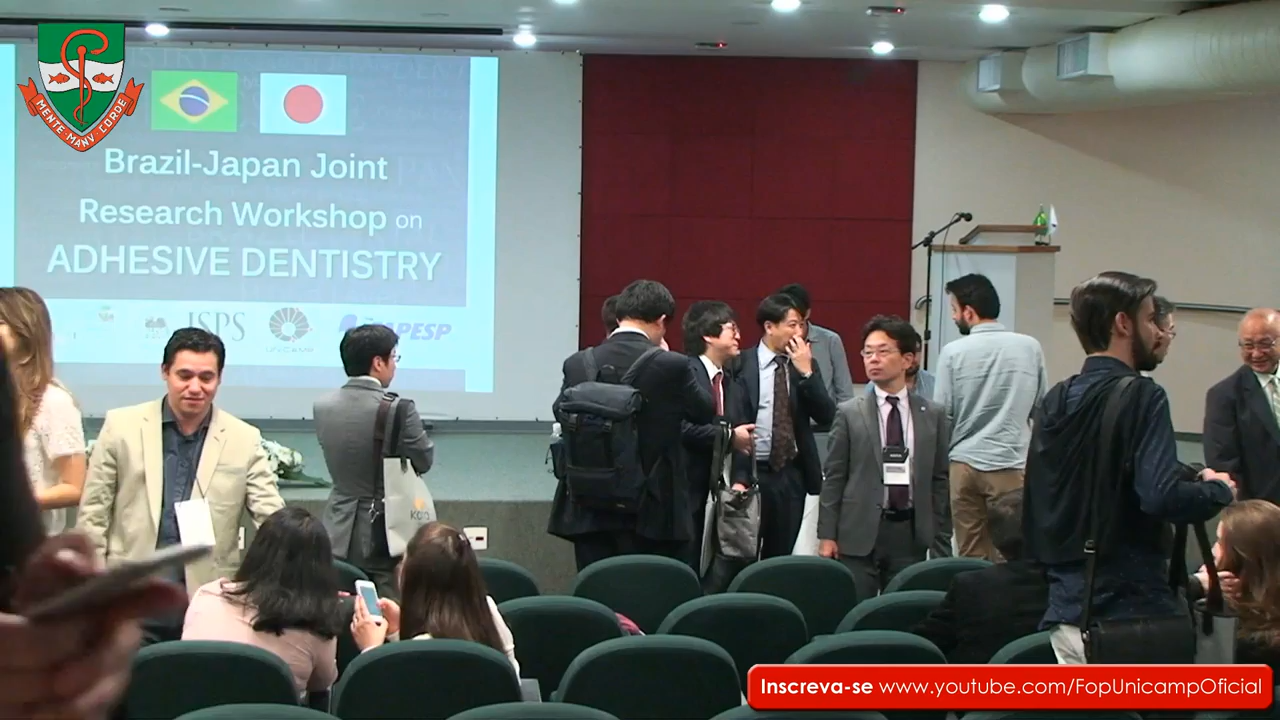 MENTE MANV CORDE
Brazil-Japan Joint
Research Workshop on
ADHESIVE DENTISTRY
JSPS
UNICAMP
FAPESP
Inscreva-se www.youtube.com/FopUnicampOficial